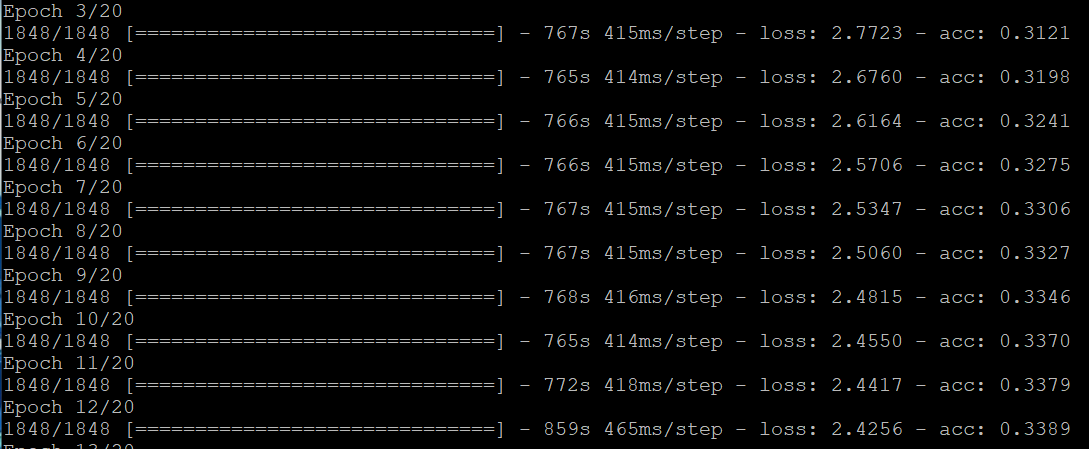 Epoch 3/20
1848/1848 [==============================] - 767s 415ms/step - loss: 2.7723 - acc: 0.3121
Epoch 4/20
1848/1848 [==============================] - 765s 414ms/step - loss: 2.6760 - acc: 0.3198
Epoch 5/20
1848/1848 [==============================] - 766s 415ms/step - loss: 2.6164 - acc: 0.3241
Epoch 6/20
1848/1848 [==============================] - 766s 415ms/step - loss: 2.5706 - acc: 0.3275
Epoch 7/20
1848/1848 [==============================] - 767s 415ms/step - loss: 2.5347 - acc: 0.3306
Epoch 8/20
1848/1848 [==============================] - 767s 415ms/step - loss: 2.5060 - acc: 0.3327
Epoch 9/20
1848/1848 [==============================] - 768s 416ms/step - loss: 2.4815 - acc: 0.3346
Epoch 10/20
1848/1848 [==============================] - 765s 414ms/step - loss: 2.4550 - acc: 0.3370
Epoch 11/20
1848/1848 [==============================] - 772s 418ms/step - loss: 2.4417 - acc: 0.3379
Epoch 12/20
1848/1848 [==============================] - 859s 465ms/step - loss: 2.4256 - acc: 0.3389
Epoch 13/20